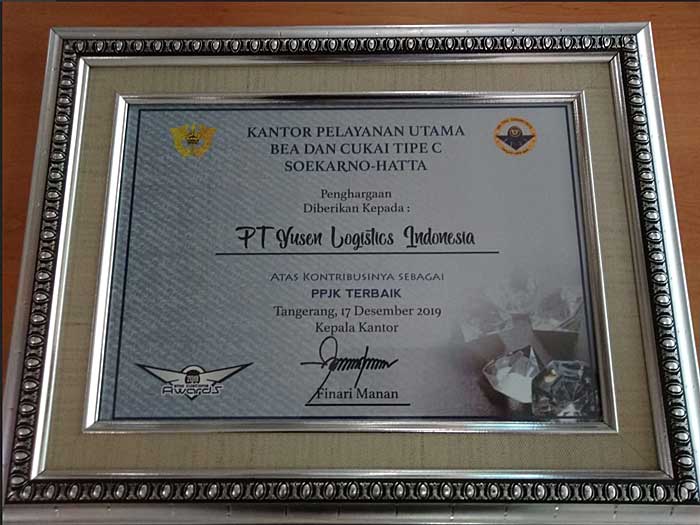 KANTOR PELAYANAN UTAMA
BEA DAN CUKAI TIPE C
SOEKARNO-HATTA
Penghargaan
Diberikan Kepada :
PT Yusen Logistics Indonesia
ATAS KONTRIBUSINYA SEBAGAI
PPJK TERBAIK
Tangerang, 17 Desember 2019
Kepala Kantor
Finari Manan
AWARDS